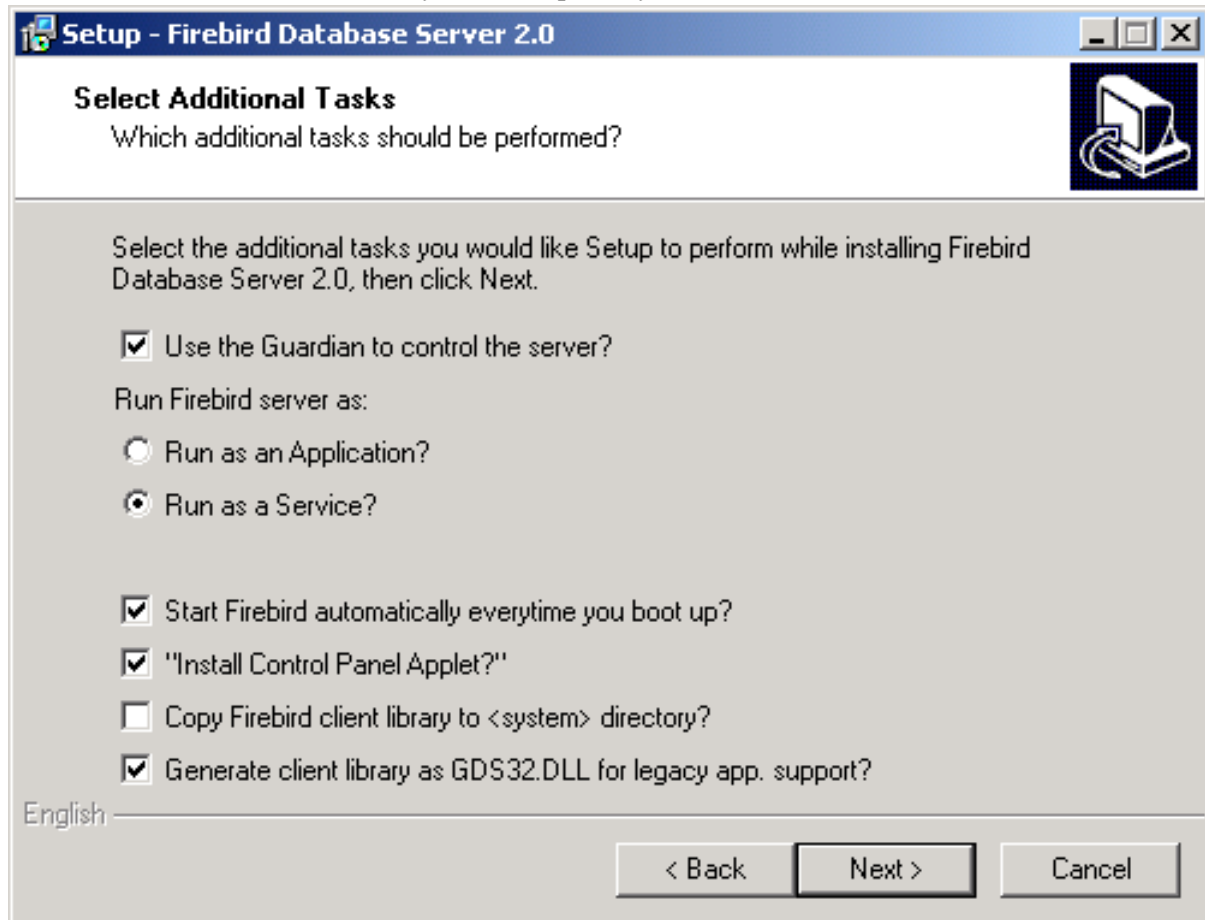 Setup - Firebird Database Server 2.0
Select Additional Tasks
Which additional tasks should be performed?
Select the additional tasks you would like Setup to perform while installing Firebird
Database Server 2.0, then click Next.
Use the Guardian to control the server?
Run Firebird server as:
Run as an Application?
Run as a Service?
Start Firebird automatically everytime you boot up?
"Install Control Panel Applet?"
Copy Firebird client library to <system> directory?
Generate client library as GDS32.DLL for legacy app. support?
English
< Back Next > Cancel